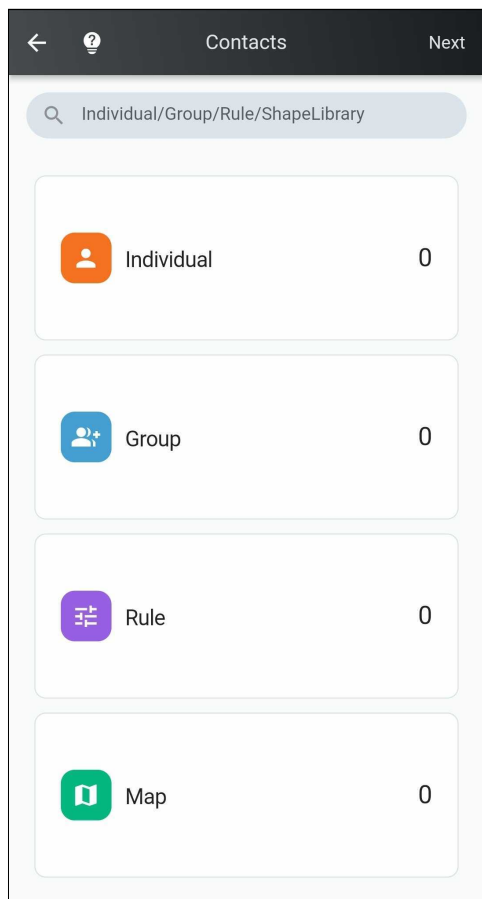 Contacts
Next
Individual/Group/Rule/ShapeLibrary
Individual 0
Group 0
Rule 0
Map 0